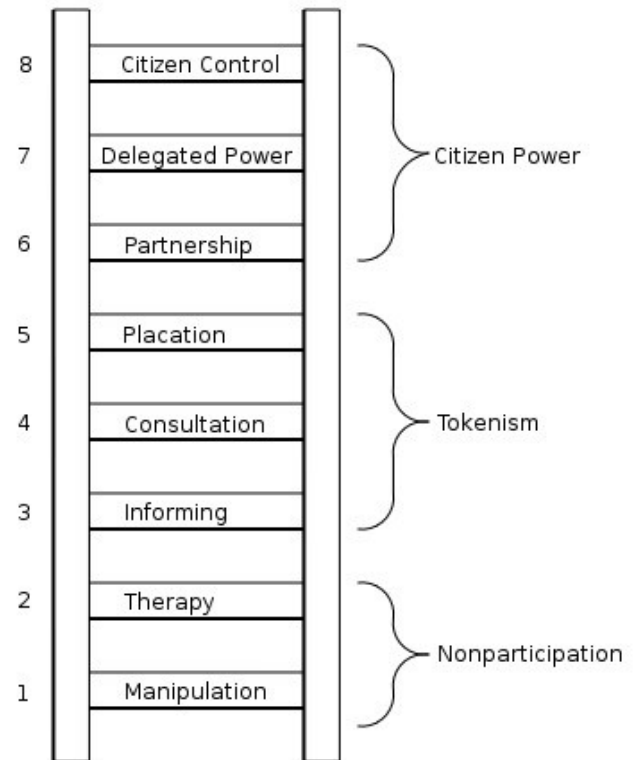 8 Citizen Control
7 Delegated Power
Citizen Power
6 Partnership
5 Placation
4 Consultation
Tokenism
3 Informing
2 Therapy
Nonparticipation
1 Manipulation